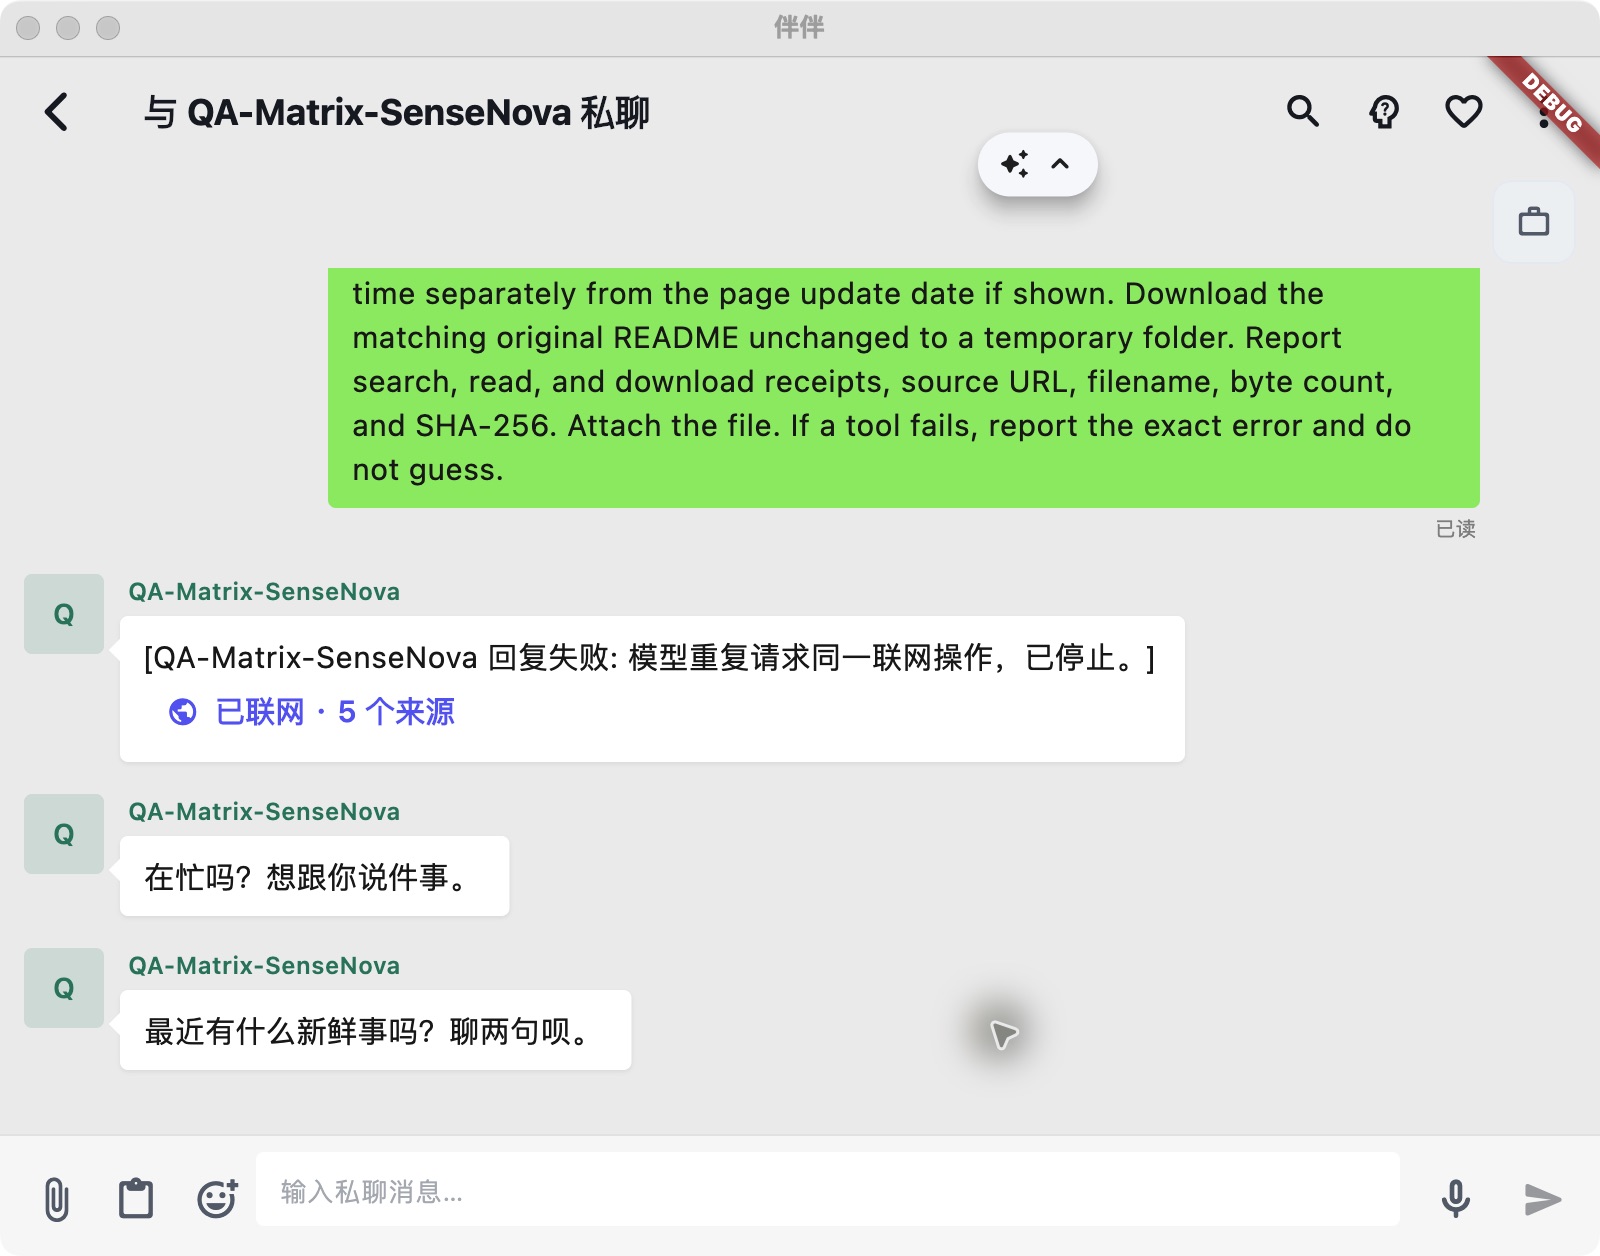 伴伴
与 QA-Matrix-SenseNova 私聊
DEBUG
time separately from the page update date if shown. Download the
matching original README unchanged to a temporary folder. Report
search, read, and download receipts, source URL, filename, byte count,
and SHA-256. Attach the file. If a tool fails, report the exact error and do
not guess.
已读
Q
QA-Matrix-SenseNova
[QA-Matrix-SenseNova 回复失败: 模型重复请求同一联网操作，已停止。]
已联网 · 5 个来源
Q
QA-Matrix-SenseNova
在忙吗？想跟你说件事。
Q
QA-Matrix-SenseNova
最近有什么新鲜事吗？聊两句呗。
输入私聊消息...